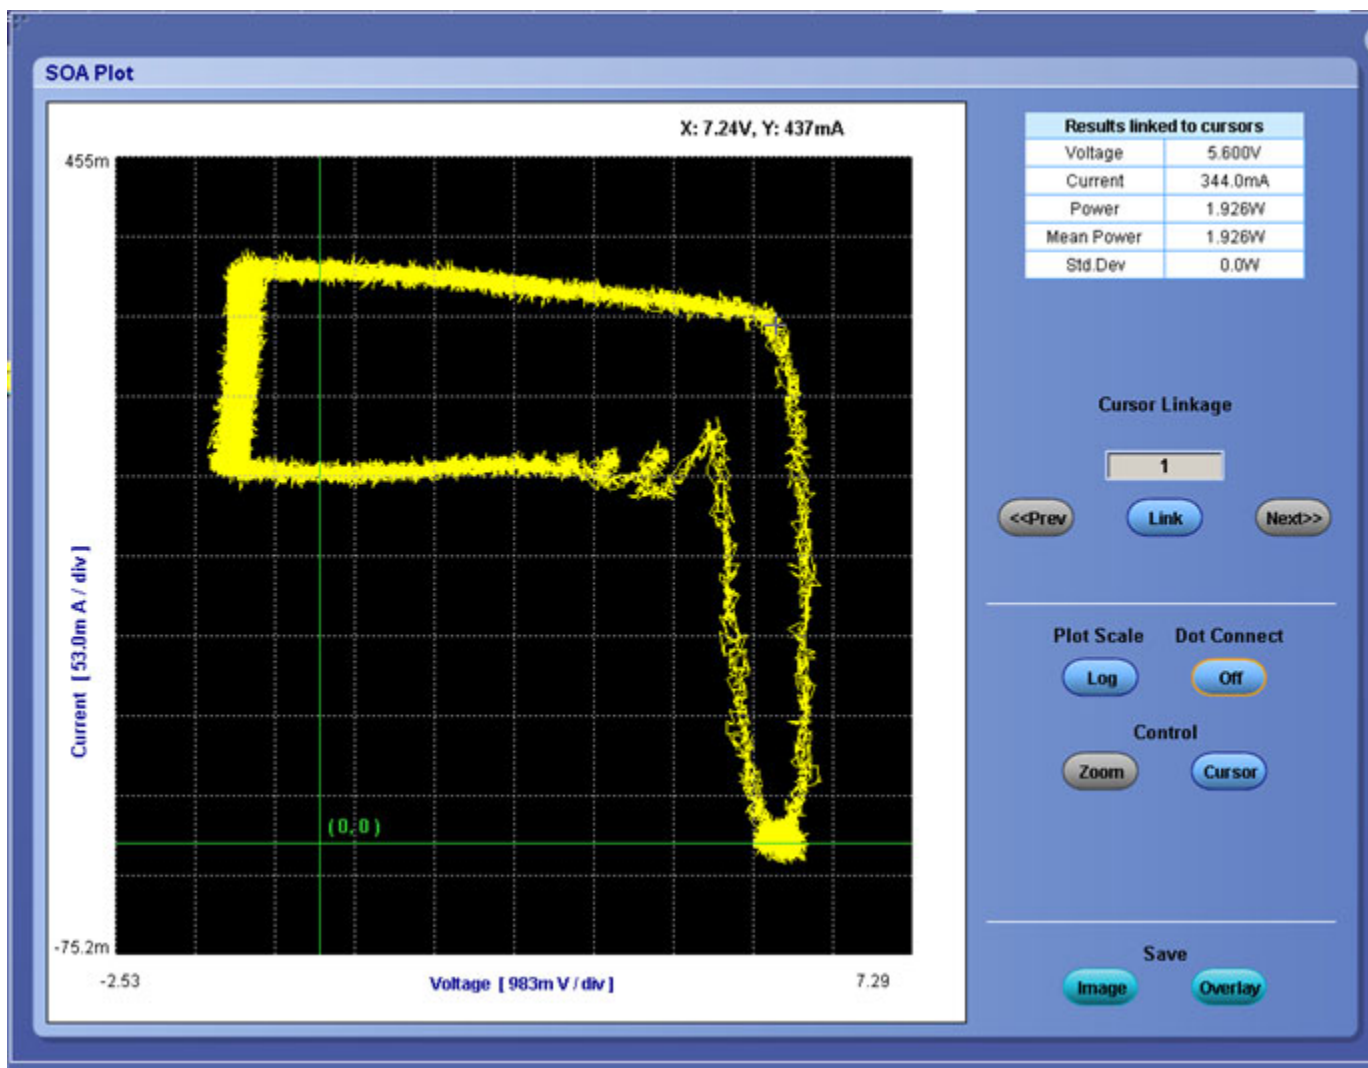 SOA Plot
X: 7.24V, Y: 437mA
455m
Current [ 53.0m A / div ]
(0,0)
-75.2m
-2.53
Voltage [ 983m V / div ]
7.29
Results linked to cursors
Voltage 5.600V
Current 344.0mA
Power 1.926W
Mean Power 1.926W
Std.Dev 0.0W
Cursor Linkage
1
<<Prev Link Next>>
Plot Scale Dot Connect
Log Off
Control
Zoom Cursor
Save
Image Overlay